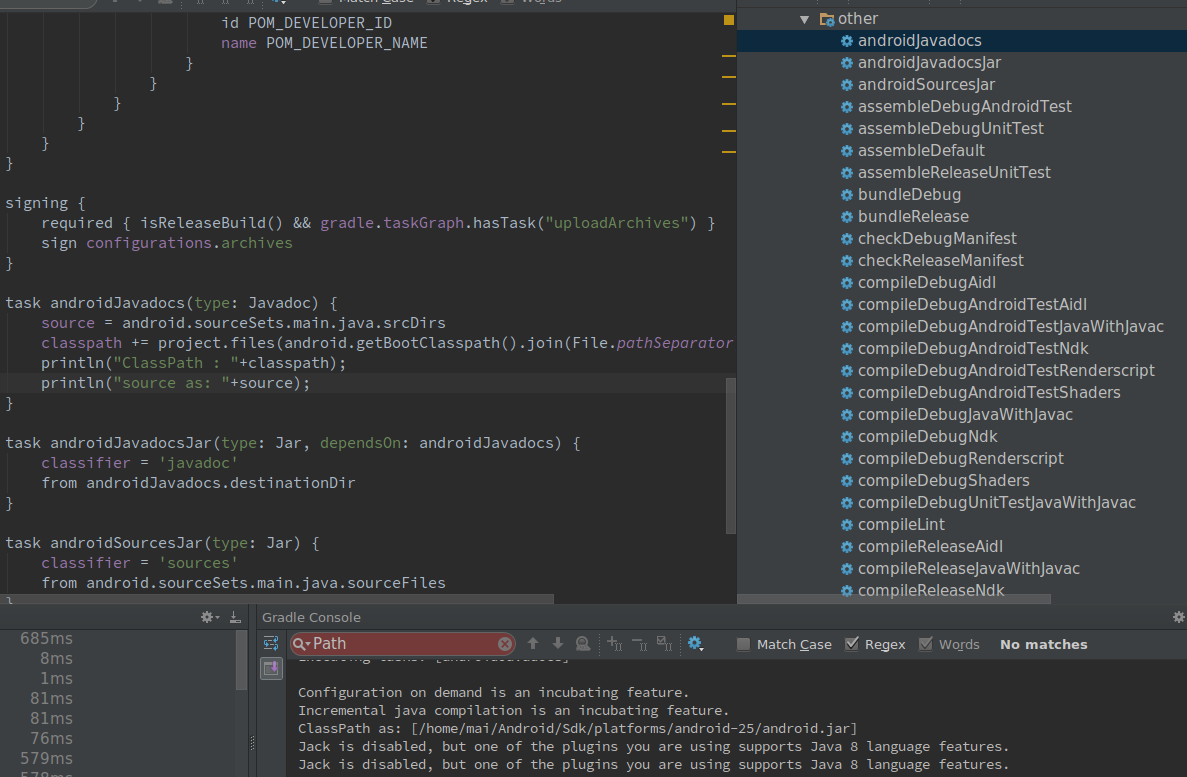 Match Case Regex Words
id POM_DEVELOPER_ID
name POM_DEVELOPER_NAME
}
}
}
}
}
}
signing {
required { isReleaseBuild() && gradle.taskGraph.hasTask("uploadArchives") }
sign configurations.archives
}
task androidJavadocs(type: Javadoc) {
source = android.sourceSets.main.java.srcDirs
classpath += project.files(android.getBootClasspath().join(File.pathSeparator
println("ClassPath : "+classpath);
println("source as: "+source);
}
task androidJavadocsJar(type: Jar, dependsOn: androidJavadocs) {
classifier = 'javadoc'
from androidJavadocs.destinationDir
}
task androidSourcesJar(type: Jar) {
classifier = 'sources'
from android.sourceSets.main.java.sourceFiles
}
other
androidJavadocs
androidJavadocsJar
androidSourcesJar
assembleDebugAndroidTest
assembleDebugUnitTest
assembleDefault
assembleReleaseUnitTest
bundleDebug
bundleRelease
checkDebugManifest
checkReleaseManifest
compileDebugAidl
compileDebugAndroidTestAidl
compileDebugAndroidTestJavaWithJavac
compileDebugAndroidTestNdk
compileDebugAndroidTestRenderscript
compileDebugAndroidTestShaders
compileDebugJavaWithJavac
compileDebugNdk
compileDebugRenderscript
compileDebugShaders
compileDebugUnitTestJavaWithJavac
compileLint
compileReleaseAidl
compileReleaseJavaWithJavac
compileReleaseNdk
685ms
8ms
1ms
81ms
81ms
76ms
579ms
578ms
Gradle Console
Path Match Case Regex Words No matches
Executing tasks: [androidJavadocs]
Configuration on demand is an incubating feature.
Incremental java compilation is an incubating feature.
ClassPath as: [/home/mai/Android/Sdk/platforms/android-25/android.jar]
Jack is disabled, but one of the plugins you are using supports Java 8 language features.
Jack is disabled, but one of the plugins you are using supports Java 8 language features.